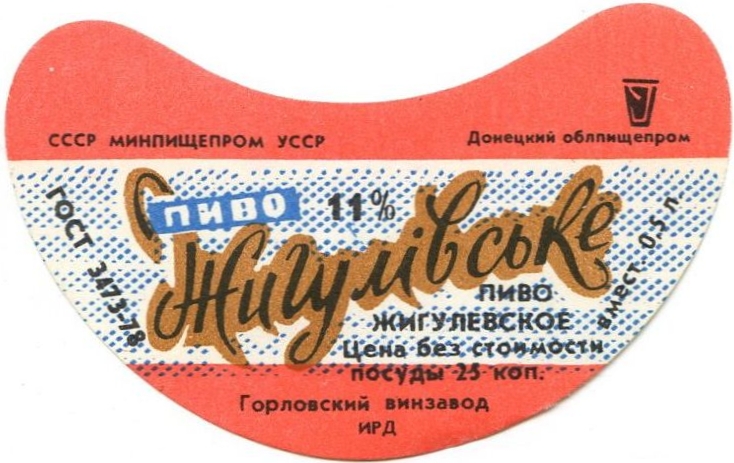 СССР МИНПИЩЕПРОМ УССР
Донецкий облпищепром
ГОСТ 3473-78
ПИВО
11%
Жигулівське
вмест. 0,5 л
ПИВО
ЖИГУЛЕВСКОЕ
Цена без стоимости
посуды 25 коп.
Горловский винзавод
ИРД